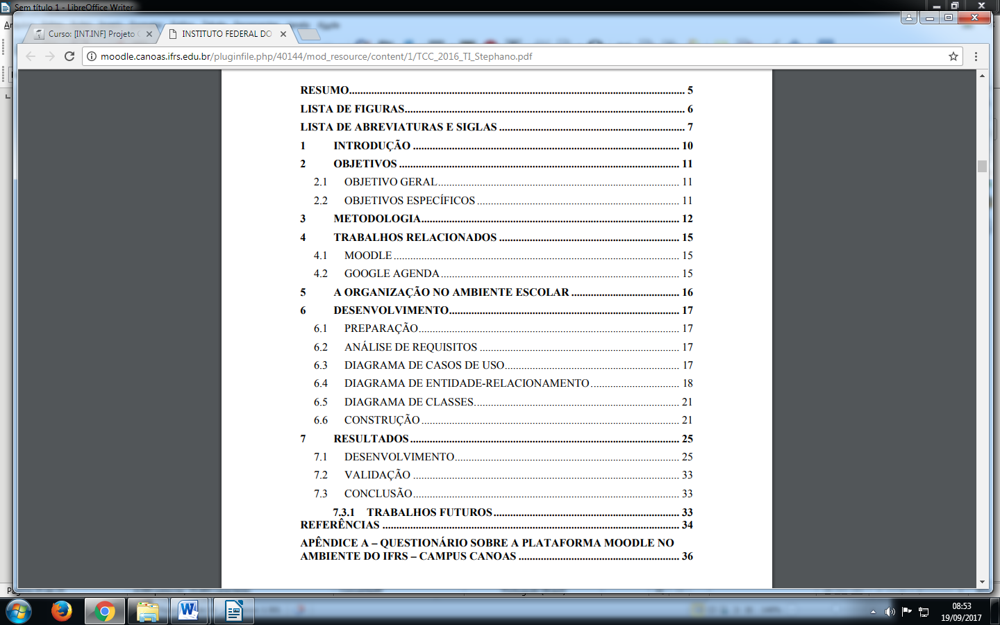 Sem título 1 - LibreOffice Writer
Curso: [INT.INF] Projeto
INSTITUTO FEDERAL DO
moodle.canoas.ifrs.edu.br/pluginfile.php/40144/mod_resource/content/1/TCC_2016_TI_Stephano.pdf
RESUMO 5
LISTA DE FIGURAS 6
LISTA DE ABREVIATURAS E SIGLAS 7
1 INTRODUÇÃO 10
2 OBJETIVOS 11
2.1 OBJETIVO GERAL 11
2.2 OBJETIVOS ESPECÍFICOS 11
3 METODOLOGIA 12
4 TRABALHOS RELACIONADOS 15
4.1 MOODLE 15
4.2 GOOGLE AGENDA 15
5 A ORGANIZAÇÃO NO AMBIENTE ESCOLAR 16
6 DESENVOLVIMENTO 17
6.1 PREPARAÇÃO 17
6.2 ANÁLISE DE REQUISITOS 17
6.3 DIAGRAMA DE CASOS DE USO 17
6.4 DIAGRAMA DE ENTIDADE-RELACIONAMENTO 18
6.5 DIAGRAMA DE CLASSES 21
6.6 CONSTRUÇÃO 21
7 RESULTADOS 25
7.1 DESENVOLVIMENTO 25
7.2 VALIDAÇÃO 33
7.3 CONCLUSÃO 33
7.3.1 TRABALHOS FUTUROS 33
REFERÊNCIAS 34
APÊNDICE A – QUESTIONÁRIO SOBRE A PLATAFORMA MOODLE NO
AMBIENTE DO IFRS – CAMPUS CANOAS 36
08:53
19/09/2017